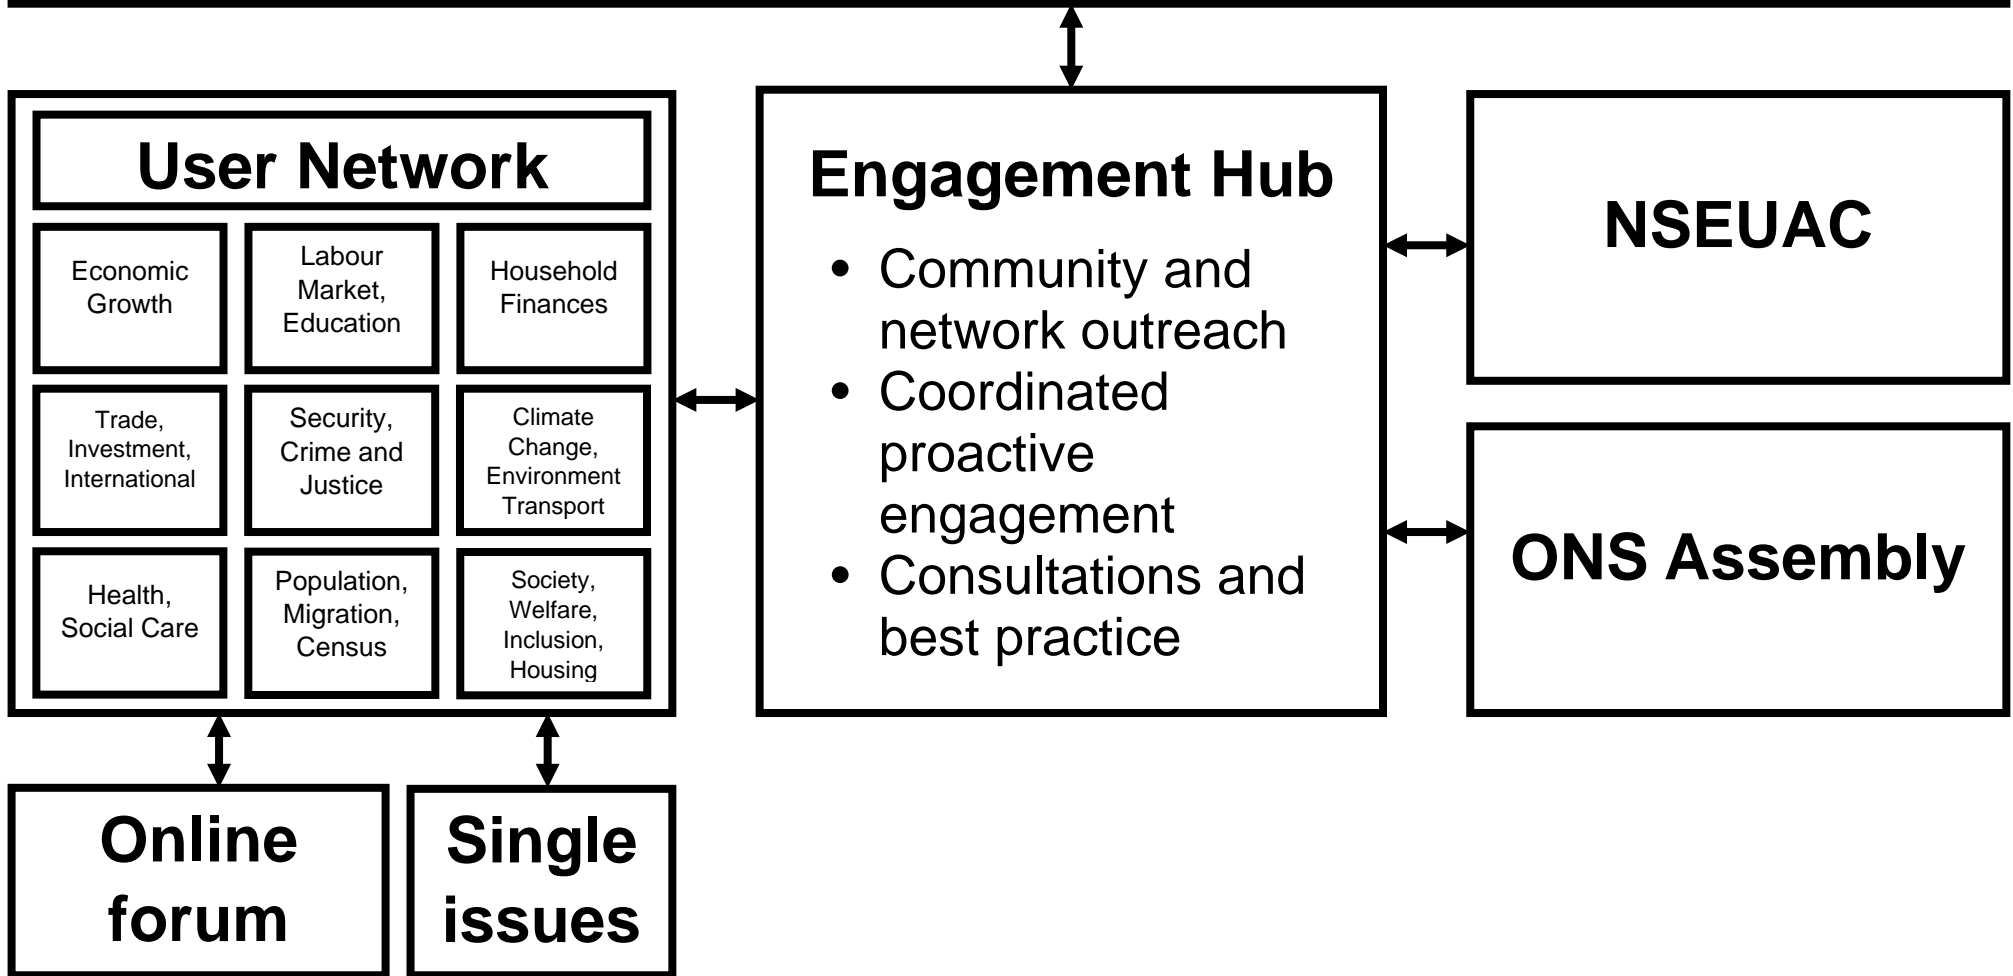 User Network
Economic
Growth
Labour
Market,
Education
Household
Finances
Trade,
Investment,
International
Security,
Crime and
Justice
Climate
Change,
Environment
Transport
Health,
Social Care
Population,
Migration,
Census
Society,
Welfare,
Inclusion,
Housing
Engagement Hub
• Community and
network outreach
• Coordinated
proactive
engagement
• Consultations and
best practice
NSEUAC
ONS Assembly
Online
forum
Single
issues